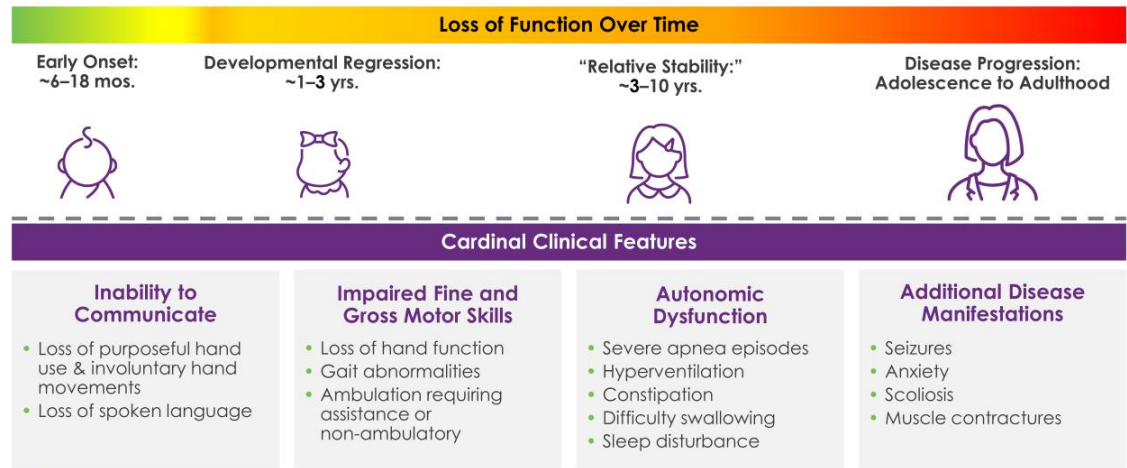 Loss of Function Over Time
Early Onset:
~6–18 mos.
Developmental Regression:
~1–3 yrs.
“Relative Stability:”
~3–10 yrs.
Disease Progression:
Adolescence to Adulthood
Cardinal Clinical Features
Inability to
Communicate
• Loss of purposeful hand
use & involuntary hand
movements
• Loss of spoken language
Impaired Fine and
Gross Motor Skills
• Loss of hand function
• Gait abnormalities
• Ambulation requiring
assistance or
non-ambulatory
Autonomic
Dysfunction
• Severe apnea episodes
• Hyperventilation
• Constipation
• Difficulty swallowing
• Sleep disturbance
Additional Disease
Manifestations
• Seizures
• Anxiety
• Scoliosis
• Muscle contractures